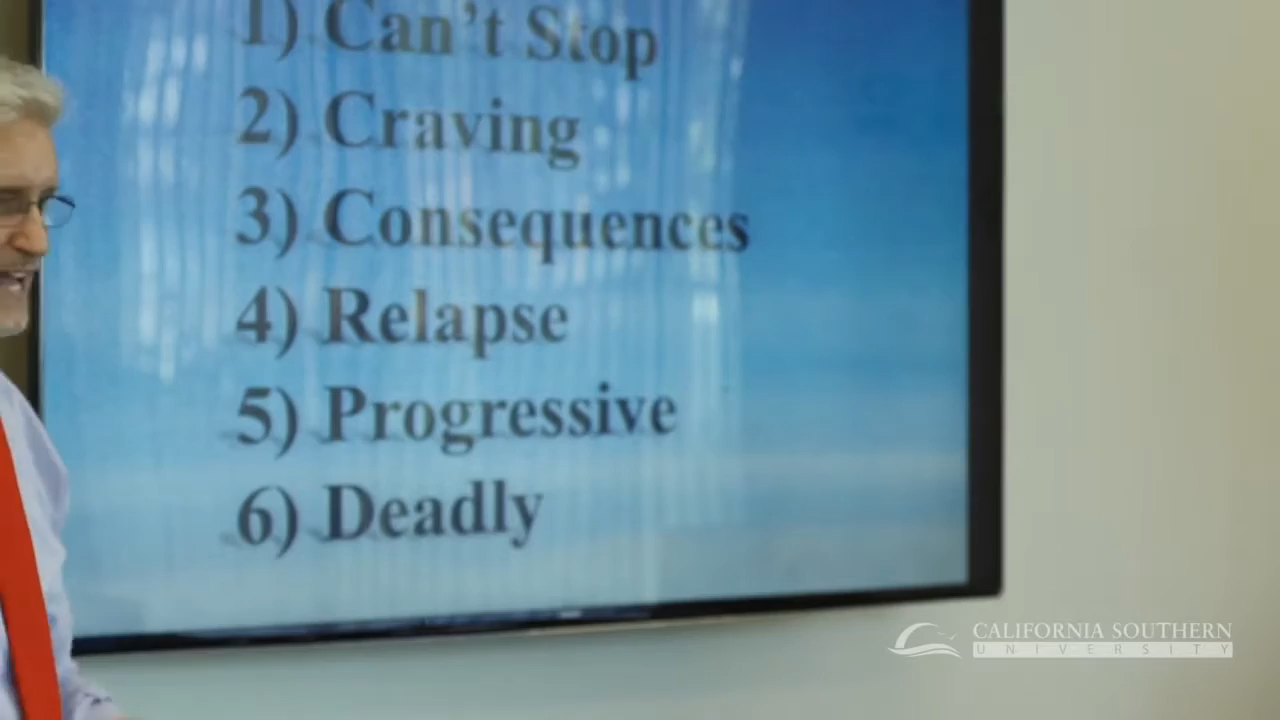 1) Can't Stop
2) Craving
3) Consequences
4) Relapse
5) Progressive
6) Deadly
CALIFORNIA SOUTHERN
UNIVERSITY